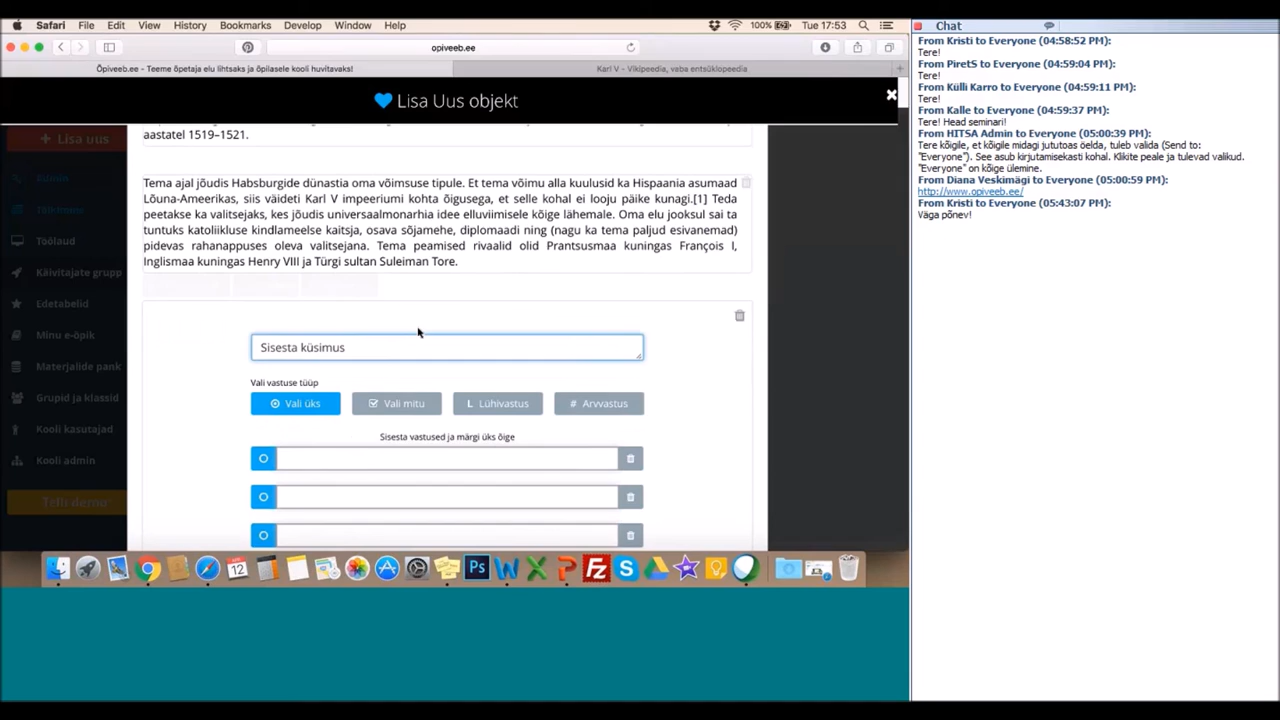 Safari File Edit View History Bookmarks Develop Window Help 100% Tue 17:53
opiveeb.ee
Õpiveeb.ee - Teeme õpetaja elu lihtsaks ja õpilasele kooli huvitavaks!
Karl V – Vikipeedia, vaba entsüklopeedia
Lisa Uus objekt
+ Lisa uus
Töölaud
Käivitajate grupp
Edetabelid
Minu e-õpik
Materjalide pank
Grupid ja klassid
Kooli kasutajad
Kooli admin
aastatel 1519–1521.
Tema ajal jõudis Habsburgide dünastia oma võimsuse tipule. Et tema võimu alla kuulusid ka Hispaania asumaad
Lõuna-Ameerikas, siis väideti Karl V impeeriumi kohta õigusega, et selle kohal ei looju päike kunagi.[1] Teda
peetakse ka valitsejaks, kes jõudis universaalmonarhia idee elluviimisele kõige lähemale. Oma elu jooksul sai ta
tuntuks katoliikluse kindlameelse kaitsja, osava sõjamehe, diplomaadi ning (nagu ka tema paljud esivanemad)
pidevas rahanappuses oleva valitsejana. Tema peamised rivaalid olid Prantsusmaa kuningas François I,
Inglismaa kuningas Henry VIII ja Türgi sultan Suleiman Tore.
Sisesta küsimus
Vali vastuse tüüp
Vali üks
Vali mitu
L Lühivastus
# Arvvastus
Sisesta vastused ja märgi üks õige
12
Ps
W
X
P
Fz
S
Chat
From Kristi to Everyone (04:58:52 PM):
Tere!
From PiretS to Everyone (04:59:04 PM):
Tere!
From Külli Karro to Everyone (04:59:11 PM):
Tere!
From Kalle to Everyone (04:59:37 PM):
Tere! Head seminari!
From HITSA Admin to Everyone (05:00:39 PM):
Tere kõigile, et kõigile midagi jututoas öelda, tuleb valida (Send to:
"Everyone"). See asub kirjutamisekasti kohal. Klikite peale ja tulevad valikud.
"Everyone" on kõige ülemine.
From Diana Veskimägi to Everyone (05:00:59 PM):
http://www.opiveeb.ee/
From Kristi to Everyone (05:43:07 PM):
Väga põnev!